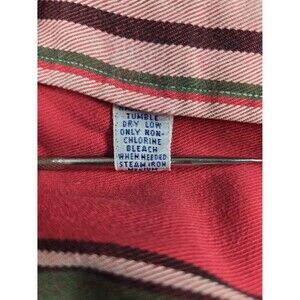 TUMBLE
DRY LOW
ONLY NON-
CHLORINE
BLEACH
WHEN NEEDED
STEAM IRON